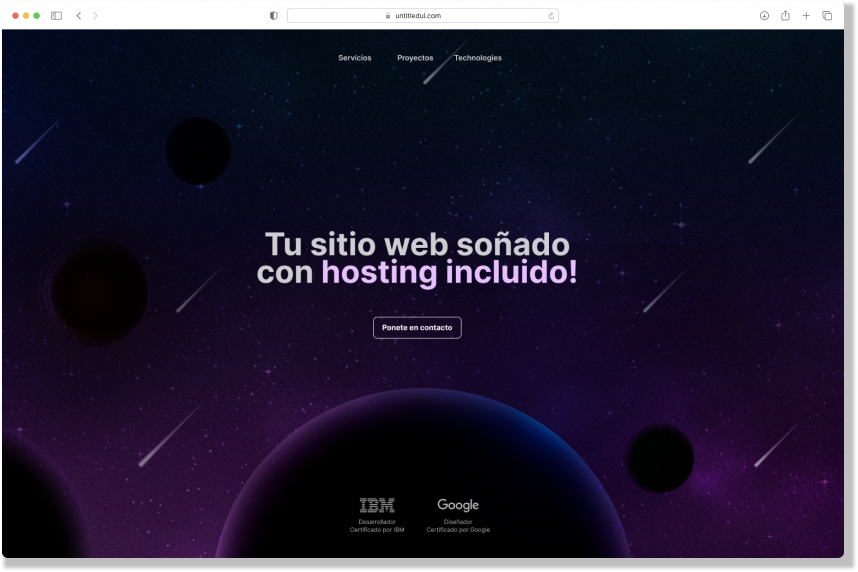 untitledui.com
Servicios Proyectos Technologies
Tu sitio web soñado
con hosting incluido!
Ponete en contacto
IBM Google
Desarrollador Diseñador
Certificado por IBM Certificado por Google